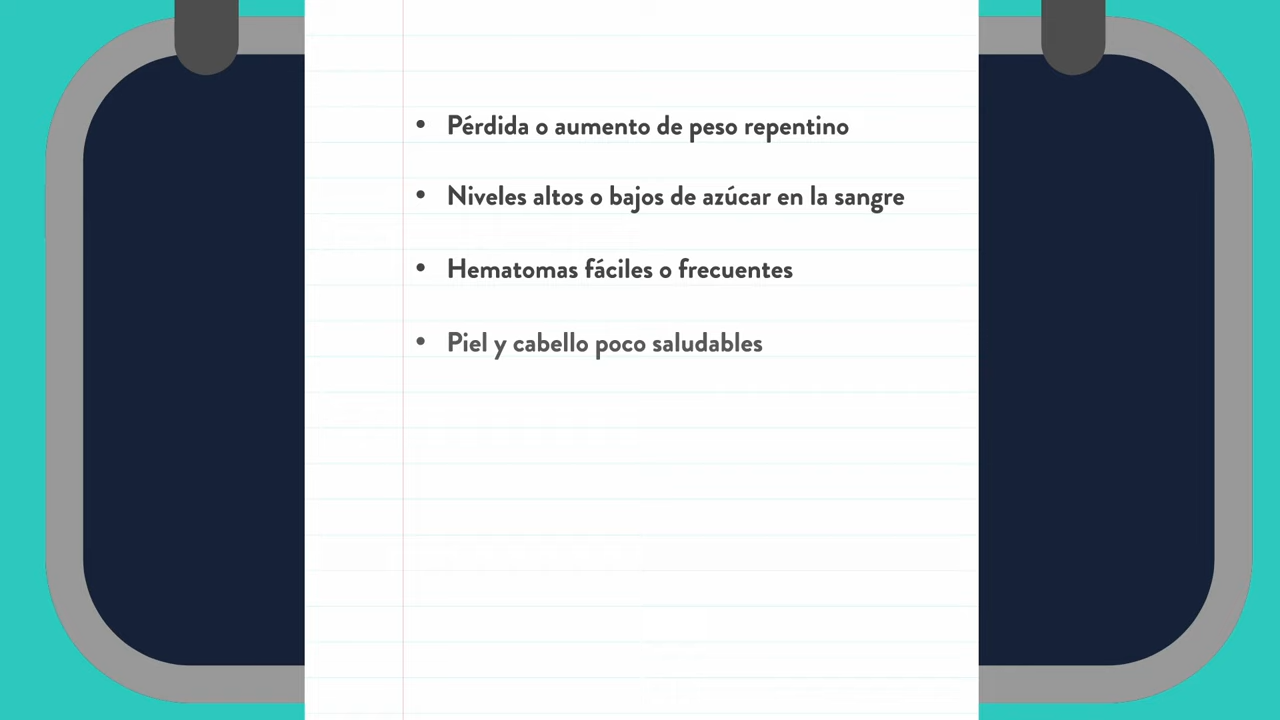 • Pérdida o aumento de peso repentino
• Niveles altos o bajos de azúcar en la sangre
• Hematomas fáciles o frecuentes
• Piel y cabello poco saludables